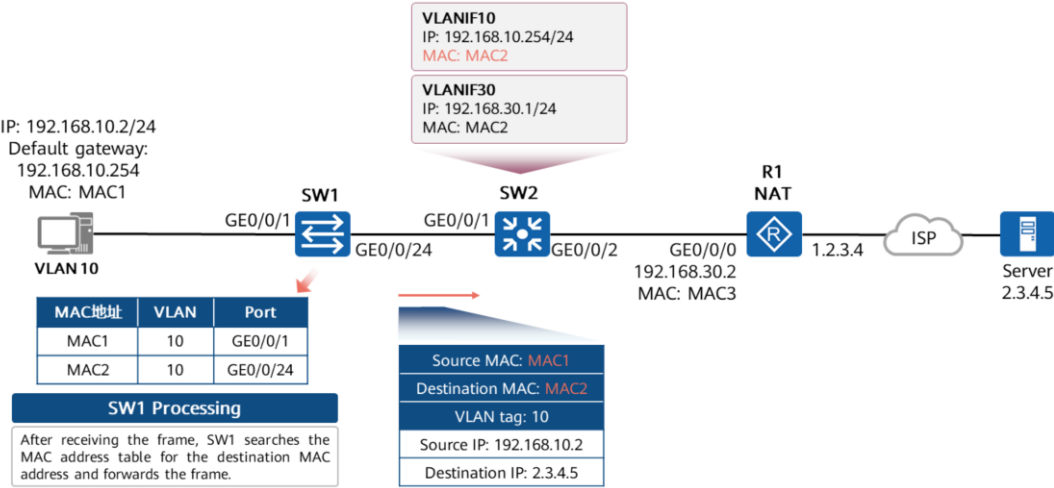 VLANIF10
IP: 192.168.10.254/24
MAC: MAC2
VLANIF30
IP: 192.168.30.1/24
MAC: MAC2
IP: 192.168.10.2/24
Default gateway:
192.168.10.254
MAC: MAC1
VLAN 10
SW1
GE0/0/1
GE0/0/24
SW2
GE0/0/1
GE0/0/2
R1
NAT
GE0/0/0
192.168.30.2
MAC: MAC3
R
1.2.3.4
ISP
Server
2.3.4.5
MAC地址 VLAN Port
MAC1 10 GE0/0/1
MAC2 10 GE0/0/24
SW1 Processing
After receiving the frame, SW1 searches the
MAC address table for the destination MAC
address and forwards the frame.
Source MAC: MAC1
Destination MAC: MAC2
VLAN tag: 10
Source IP: 192.168.10.2
Destination IP: 2.3.4.5